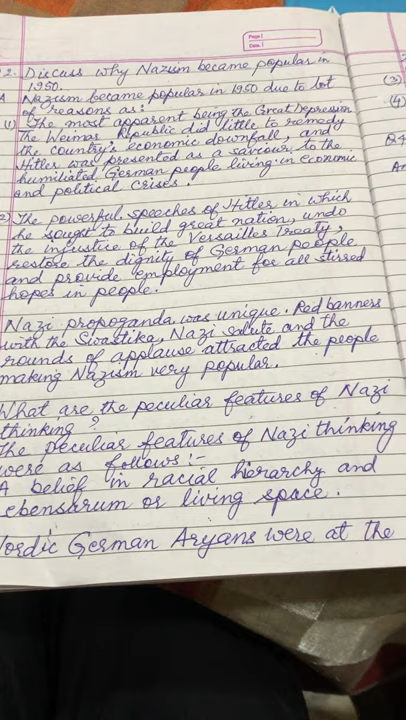 Page:
Date:
2. Discuss why Nazism became popular in
1950.
A Nazism became popular in 1950 due to lot
of reasons as:
(1) The most apparent being the Great Depression
The Weimar Republic did little to remedy
the country's economic downfall, and
Hitler was presented as a saviour to the
humiliated German people living in economic
and political crises.
2) The powerful speeches of Hitler in which
he sought to build great nation, undo
the injustice of the Versailles Treaty,
restore the dignity of German people
and provide employment for all stirred
hopes in people.
Nazi propoganda was unique. Red banners
with the Swastika, Nazi salute and the
rounds of applause attracted the people
making Nazism very popular.
What are the peculiar features of Nazi
thinking?
The peculiar features of Nazi thinking
were as follows:-
A belief in racial hierarchy and
ebensarum or living space.
ordic German Aryans were at the
(3)
(4)
Q4
An